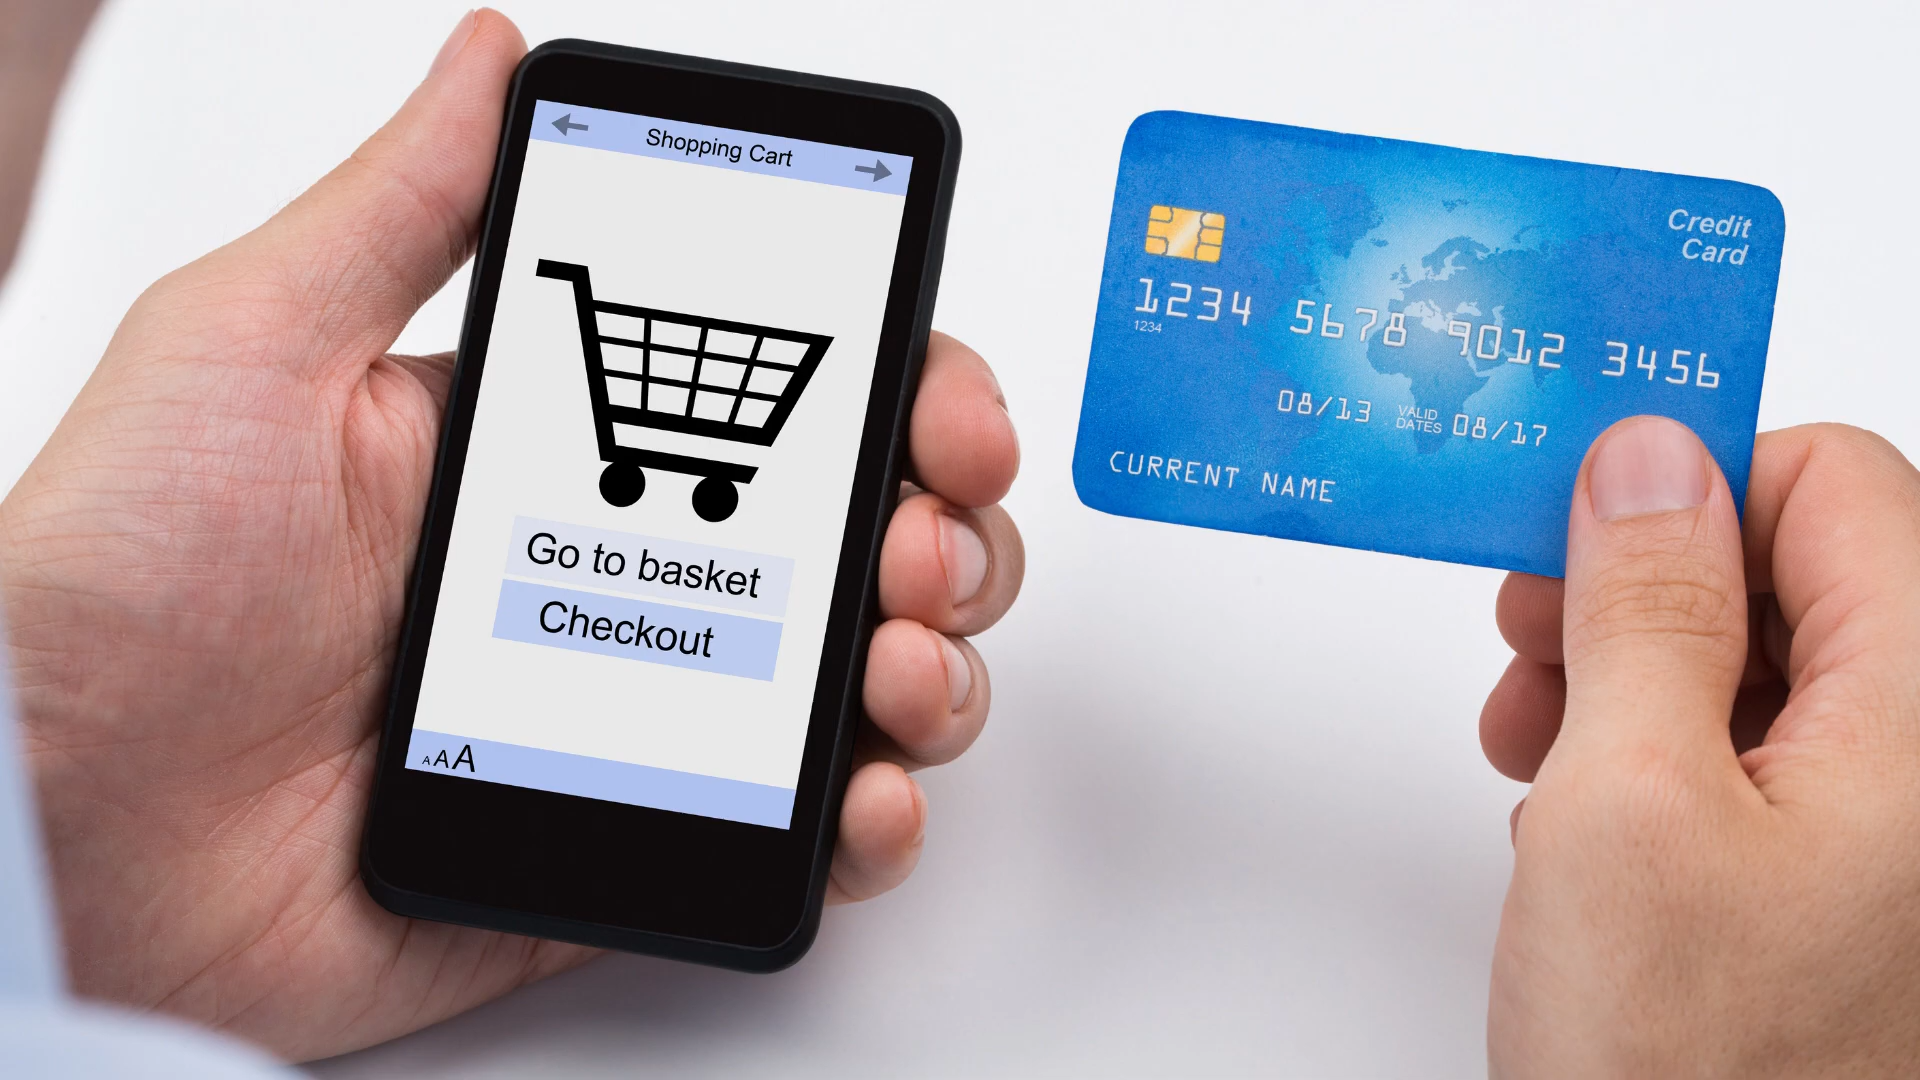 Shopping Cart
Go to basket
Checkout
A A A
Credit
Card
1234 5678 9012 3456
1234
08/13 VALID DATES 08/17
CURRENT NAME